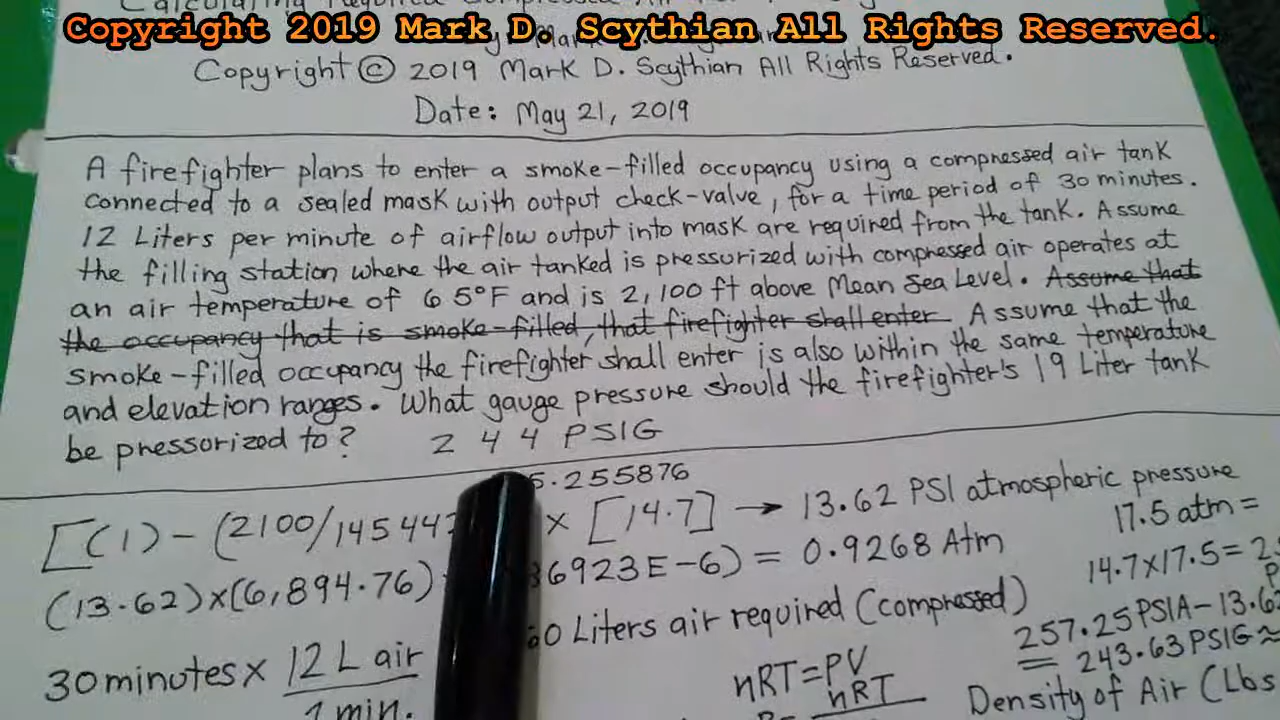 Copyright 2019 Mark D. Scythian All Rights Reserved.
Copyright © 2019 Mark D. Scythian All Rights Reserved.
Date: May 21, 2019
A firefighter plans to enter a smoke-filled occupancy using a compressed air tank
connected to a sealed mask with output check-valve, for a time period of 30 minutes.
12 Liters per minute of airflow output into mask are required from the tank. Assume
the filling station where the air tanked is pressurized with compressed air operates at
an air temperature of 65°F and is 2,100 ft above Mean Sea Level. Assume that
the occupancy that is smoke-filled, that firefighter shall enter Assume that the
smoke-filled occupancy the firefighter shall enter is also within the same temperature
and elevation ranges. What gauge pressure should the firefighter's 19 Liter tank
be pressorized to? 244 PSIG
5.255876
[(1) - (2100/145442 × [14.7] → 13.62 PSI atmospheric pressure
(13.62)×(6,894.76) 6923E-6) = 0.9268 Atm
17.5 atm =
14.7×17.5=2
30 minutes × 12 L air
1 min.
0 Liters air required (compressed)
257.25 PSIA - 13.6
= 243.63 PSIG ≈
nRT = PV
nRT
Density of Air (Lbs